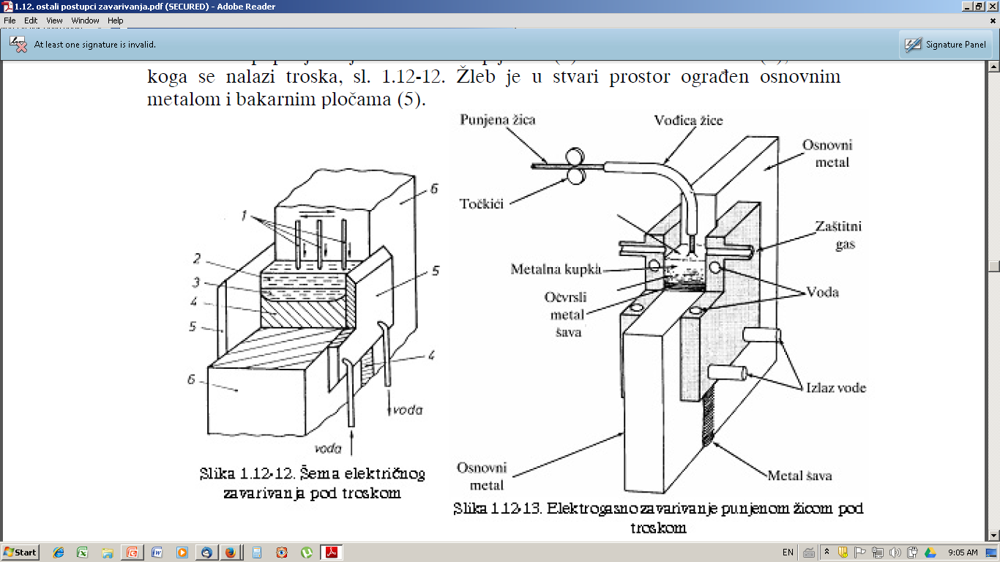 1.12. ostali postupci zavarivanja.pdf (SECURED) - Adobe Reader
File Edit View Window Help
At least one signature is invalid.
Signature Panel
koga se nalazi troska, sl. 1.12-12. Žleb je u stvari prostor ograđen osnovnim
metalom i bakarnim pločama (5).
1
2
3
4
5
6
5
4
6
voda
voda
Slika 1.12-12. Šema električnog
zavarivanja pod troskom
Punjena žica
Vođica žice
Osnovni
metal
Točkići
Zaštitni
gas
Metalna kupka
Očvrsli
metal
šava
Voda
Izlaz vode
Osnovni
metal
Metal šava
Slika 1.12-13. Elektrogasno zavarivanje punjenom žicom pod
troskom
Start
EN
9:05 AM